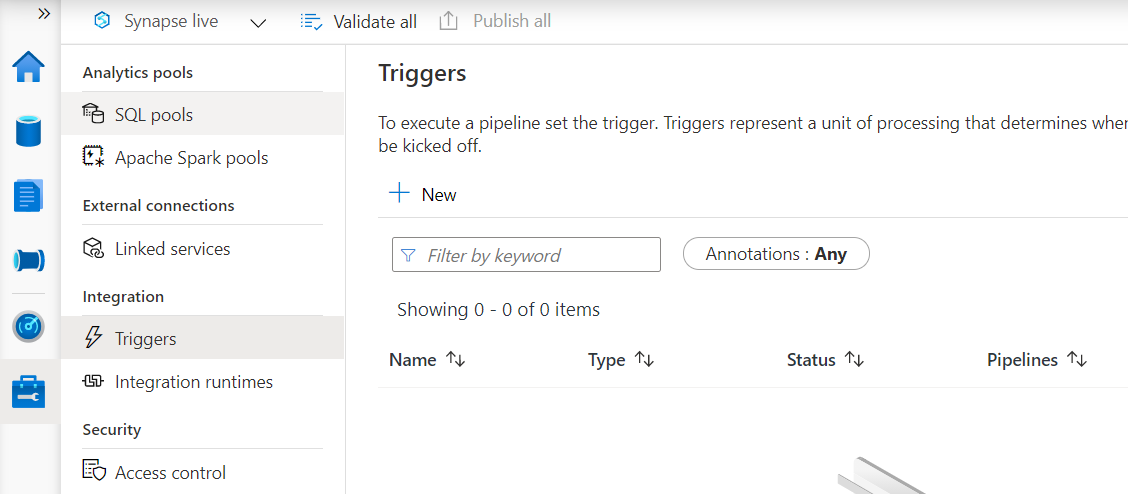 Synapse live
Validate all
Publish all
Analytics pools
SQL pools
Apache Spark pools
External connections
Linked services
Integration
Triggers
Integration runtimes
Security
Access control
Triggers
To execute a pipeline set the trigger. Triggers represent a unit of processing that determines when
be kicked off.
New
Filter by keyword
Annotations : Any
Showing 0 - 0 of 0 items
Name Type Status Pipelines